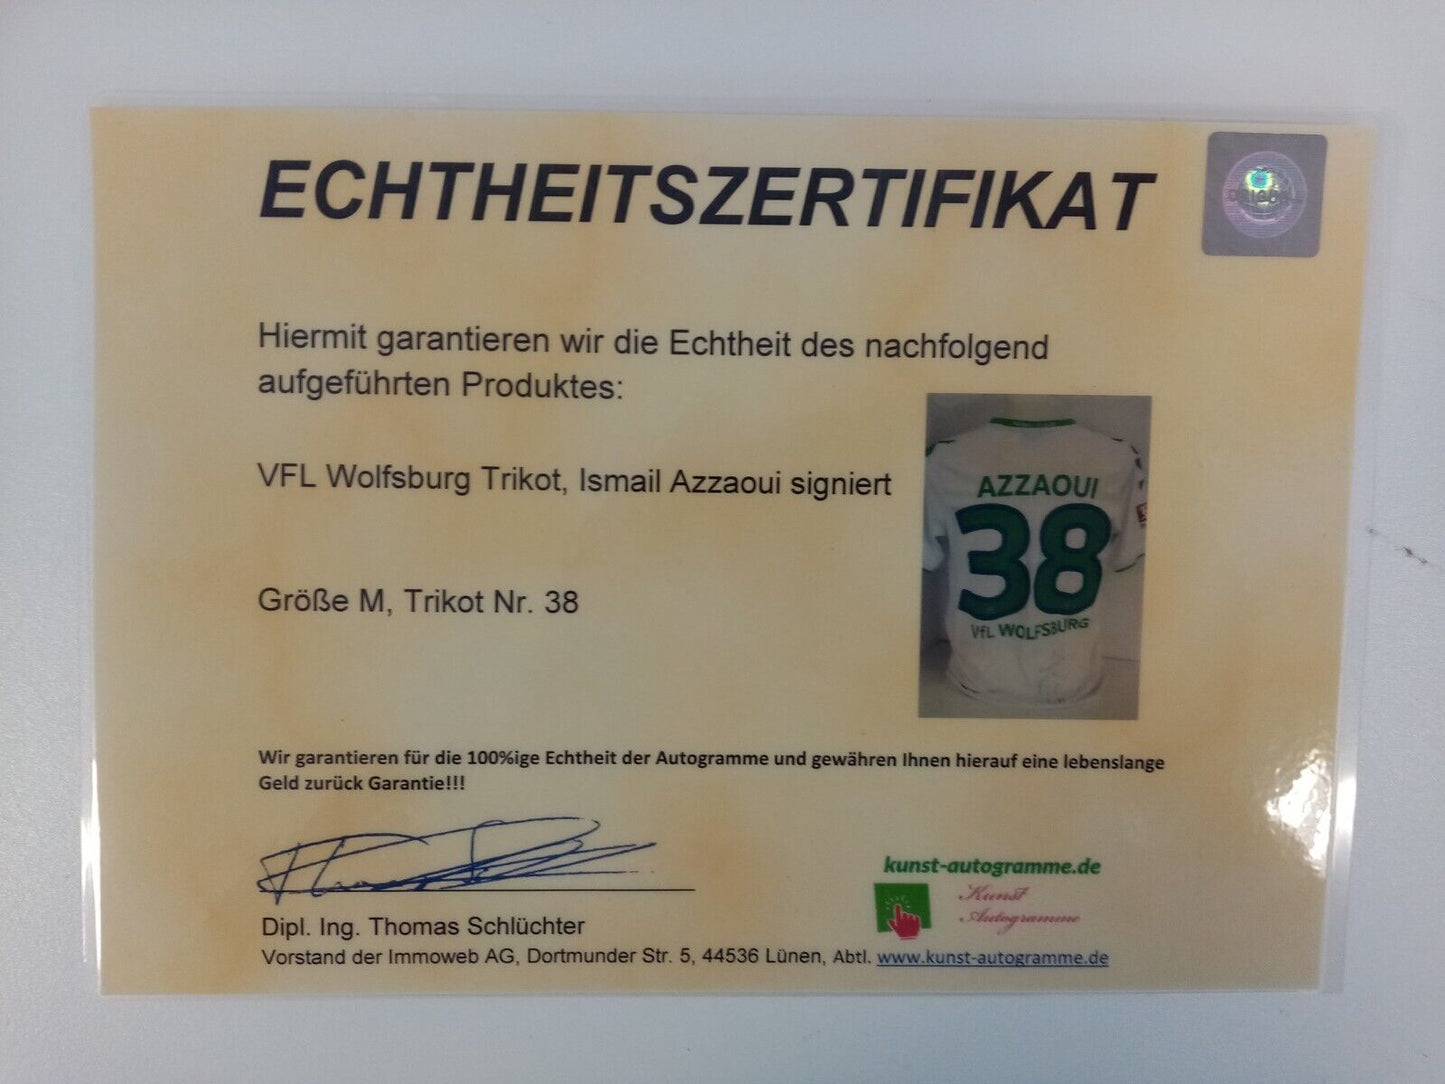 ECHTHEITSZERTIFIKAT
Hiermit garantieren wir die Echtheit des nachfolgend
aufgeführten Produktes:
VFL Wolfsburg Trikot, Ismail Azzaoui signiert
AZZAOUI
38
VfL WOLFSBURG
Größe M, Trikot Nr. 38
Wir garantieren für die 100%ige Echtheit der Autogramme und gewähren Ihnen hierauf eine lebenslange
Geld zurück Garantie!!!
kunst-autogramme.de
Kunst
Autogramme
Dipl. Ing. Thomas Schlüchter
Vorstand der Immoweb AG, Dortmunder Str. 5, 44536 Lünen, Abtl. www.kunst-autogramme.de